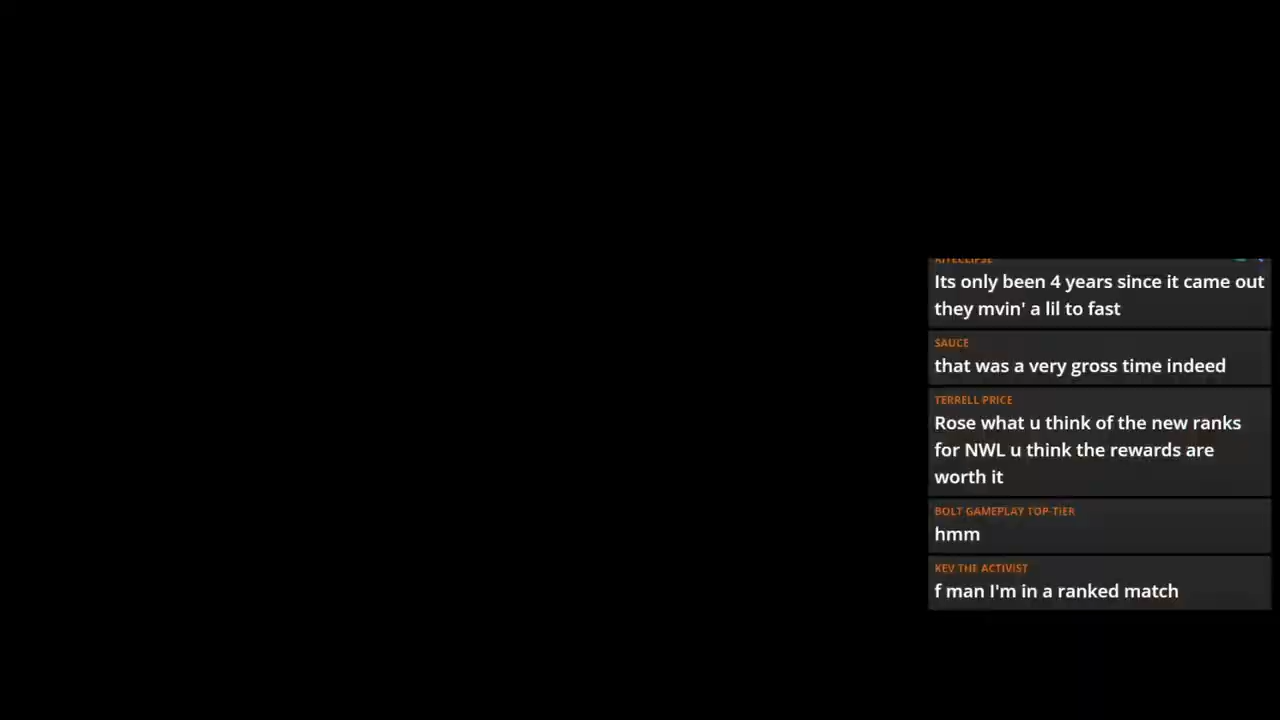 Its only been 4 years since it came out
they mvin' a lil to fast
SAUCE
that was a very gross time indeed
TERRELL PRICE
Rose what u think of the new ranks
for NWL u think the rewards are
worth it
BOLT GAMEPLAY TOP-TIER
hmm
KEV THE ACTIVIST
f man I'm in a ranked match